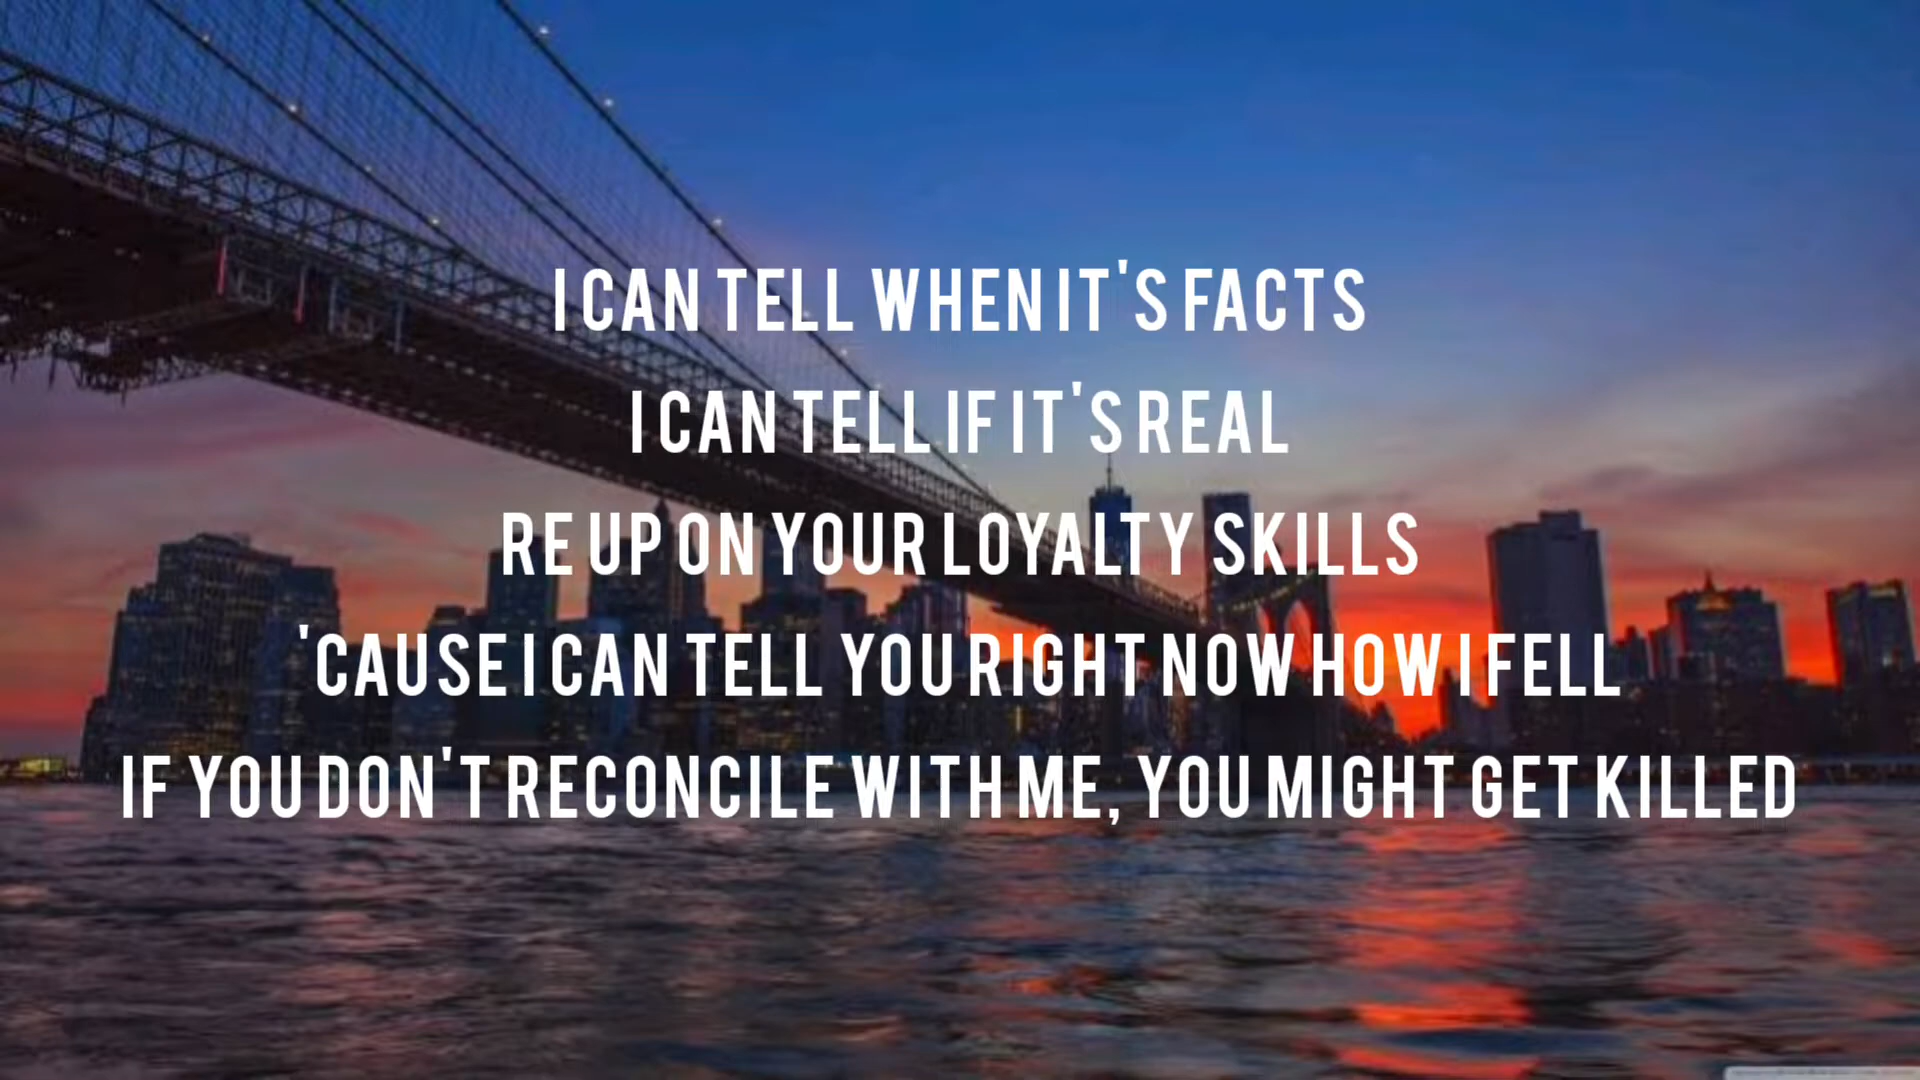 I CAN TELL WHEN IT'S FACTS
I CAN TELL IF IT'S REAL
RE UP ON YOUR LOYALTY SKILLS
'CAUSE I CAN TELL YOU RIGHT NOW HOW I FELL
IF YOU DON'T RECONCILE WITH ME, YOU MIGHT GET KILLED